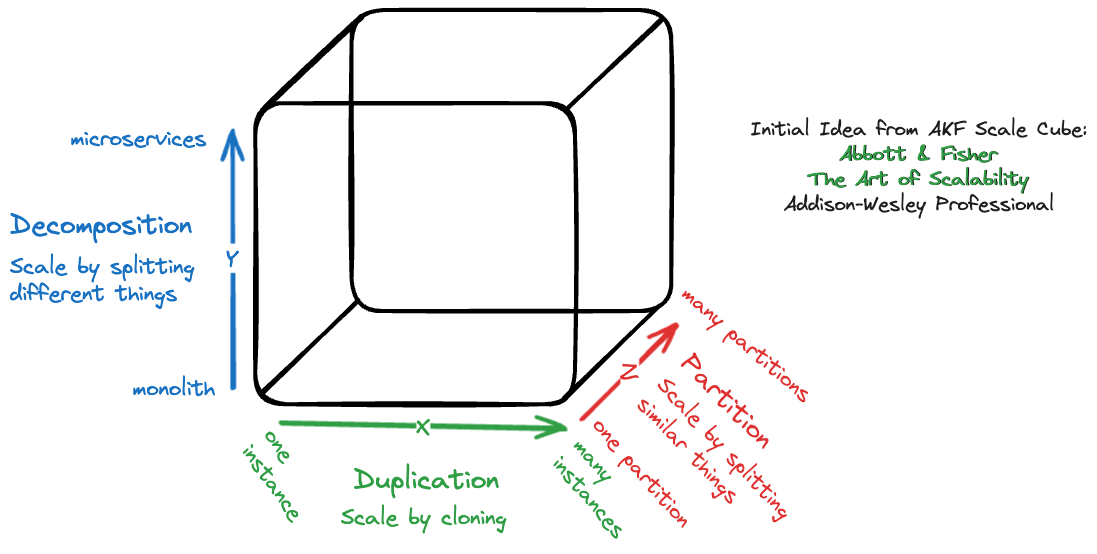 Initial Idea from AKF Scale Cube:
Abbott & Fisher
The Art of Scalability
Addison-Wesley Professional
microservices
Decomposition
Scale by splitting
different things
Y
monolith
X
one
instance
many
instances
Duplication
Scale by cloning
Z
many partitions
Partition
Scale by splitting
similar things
one partition